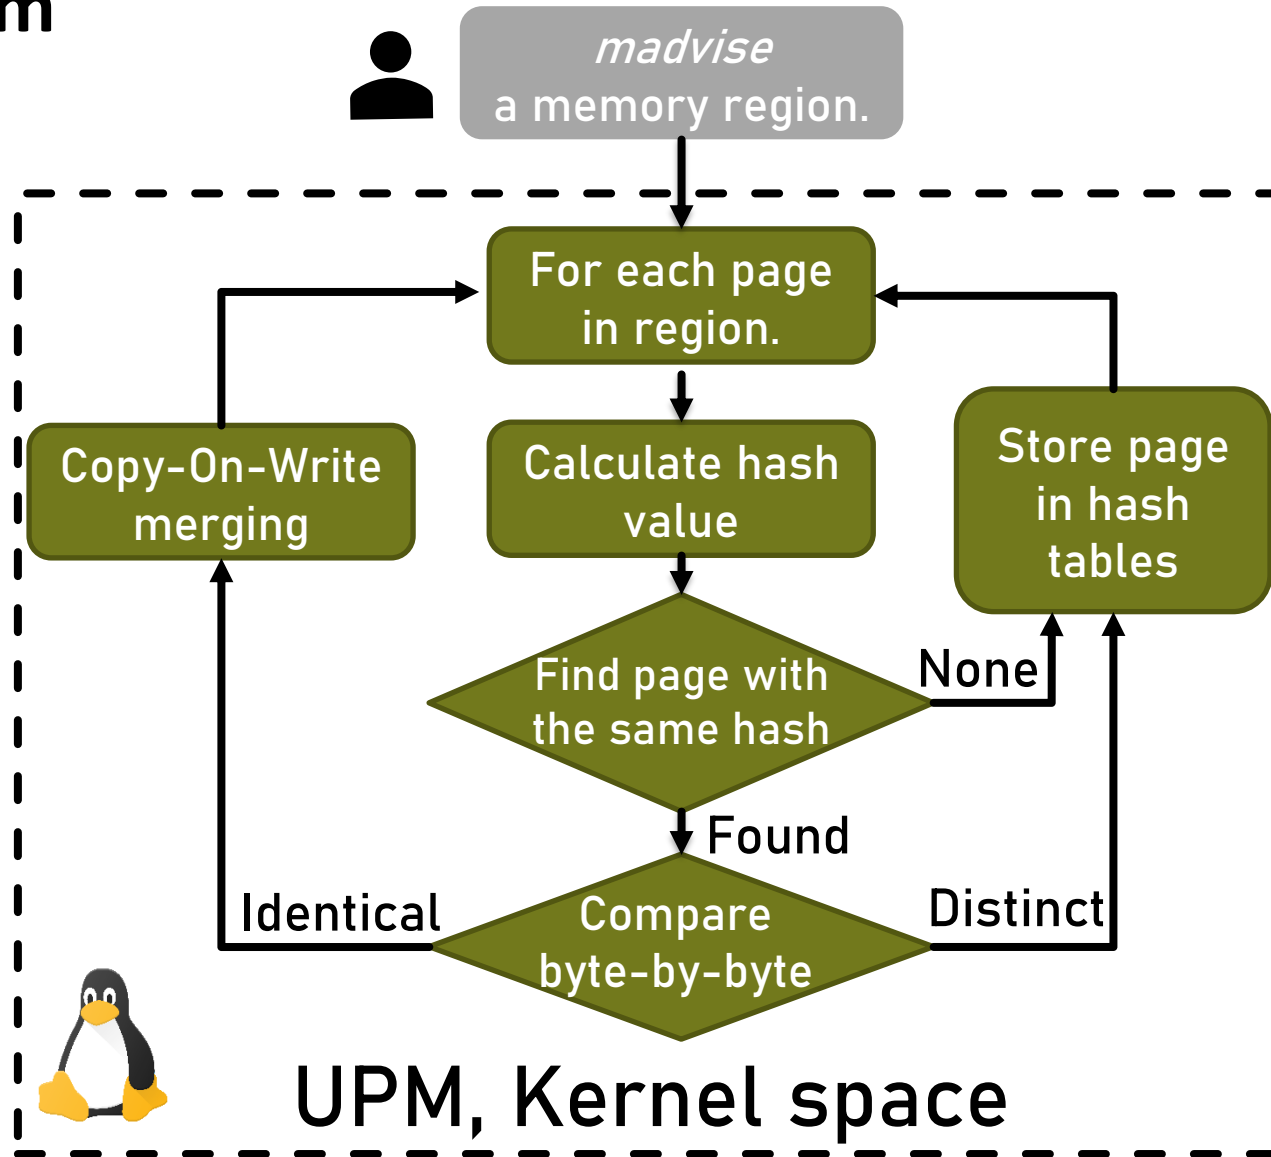 m
madvise
a memory region.
For each page
in region.
Copy-On-Write
merging
Calculate hash
value
Store page
in hash
tables
Find page with
the same hash
None
Found
Identical
Compare
byte-by-byte
Distinct
UPM, Kernel space